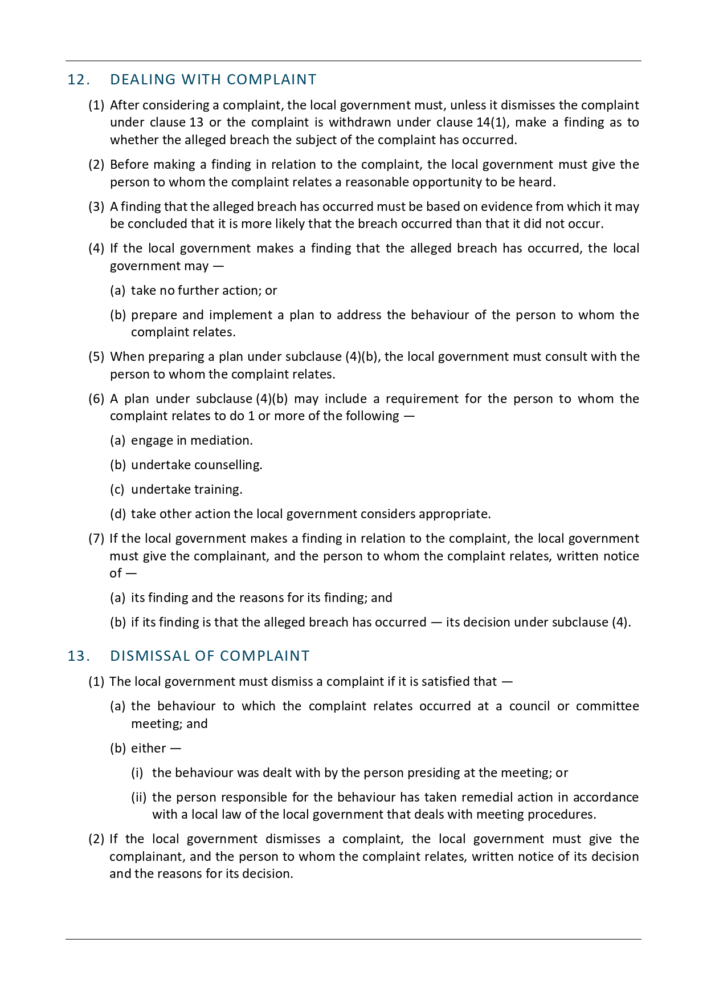 12. DEALING WITH COMPLAINT
(1) After considering a complaint, the local government must, unless it dismisses the complaint
under clause 13 or the complaint is withdrawn under clause 14(1), make a finding as to
whether the alleged breach the subject of the complaint has occurred.
(2) Before making a finding in relation to the complaint, the local government must give the
person to whom the complaint relates a reasonable opportunity to be heard.
(3) A finding that the alleged breach has occurred must be based on evidence from which it may
be concluded that it is more likely that the breach occurred than that it did not occur.
(4) If the local government makes a finding that the alleged breach has occurred, the local
government may —
(a) take no further action; or
(b) prepare and implement a plan to address the behaviour of the person to whom the
complaint relates.
(5) When preparing a plan under subclause (4)(b), the local government must consult with the
person to whom the complaint relates.
(6) A plan under subclause (4)(b) may include a requirement for the person to whom the
complaint relates to do 1 or more of the following —
(a) engage in mediation.
(b) undertake counselling.
(c) undertake training.
(d) take other action the local government considers appropriate.
(7) If the local government makes a finding in relation to the complaint, the local government
must give the complainant, and the person to whom the complaint relates, written notice
of —
(a) its finding and the reasons for its finding; and
(b) if its finding is that the alleged breach has occurred — its decision under subclause (4).
13. DISMISSAL OF COMPLAINT
(1) The local government must dismiss a complaint if it is satisfied that —
(a) the behaviour to which the complaint relates occurred at a council or committee
meeting; and
(b) either —
(i) the behaviour was dealt with by the person presiding at the meeting; or
(ii) the person responsible for the behaviour has taken remedial action in accordance
with a local law of the local government that deals with meeting procedures.
(2) If the local government dismisses a complaint, the local government must give the
complainant, and the person to whom the complaint relates, written notice of its decision
and the reasons for its decision.